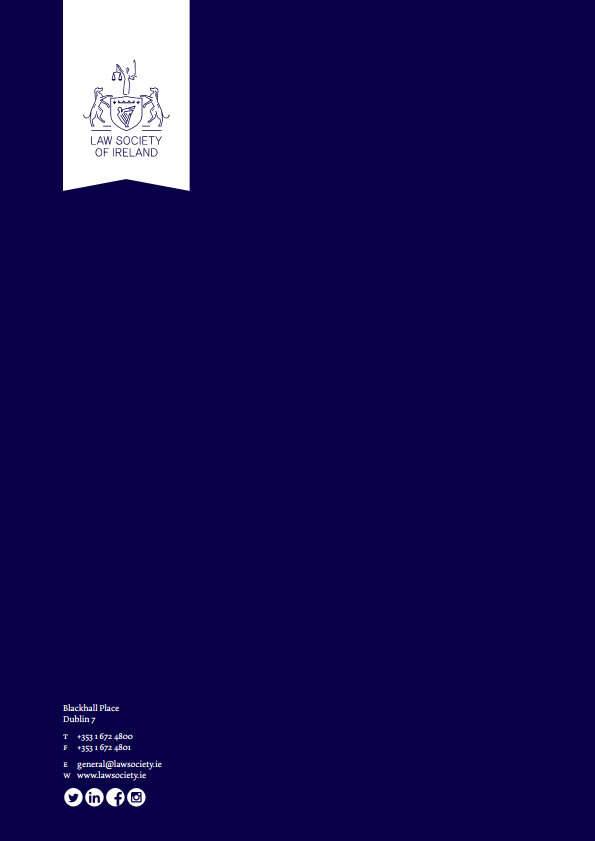 LAW SOCIETY
OF IRELAND
Blackhall Place
Dublin 7
T +353 1 672 4800
F +353 1 672 4801
E general@lawsociety.ie
W www.lawsociety.ie